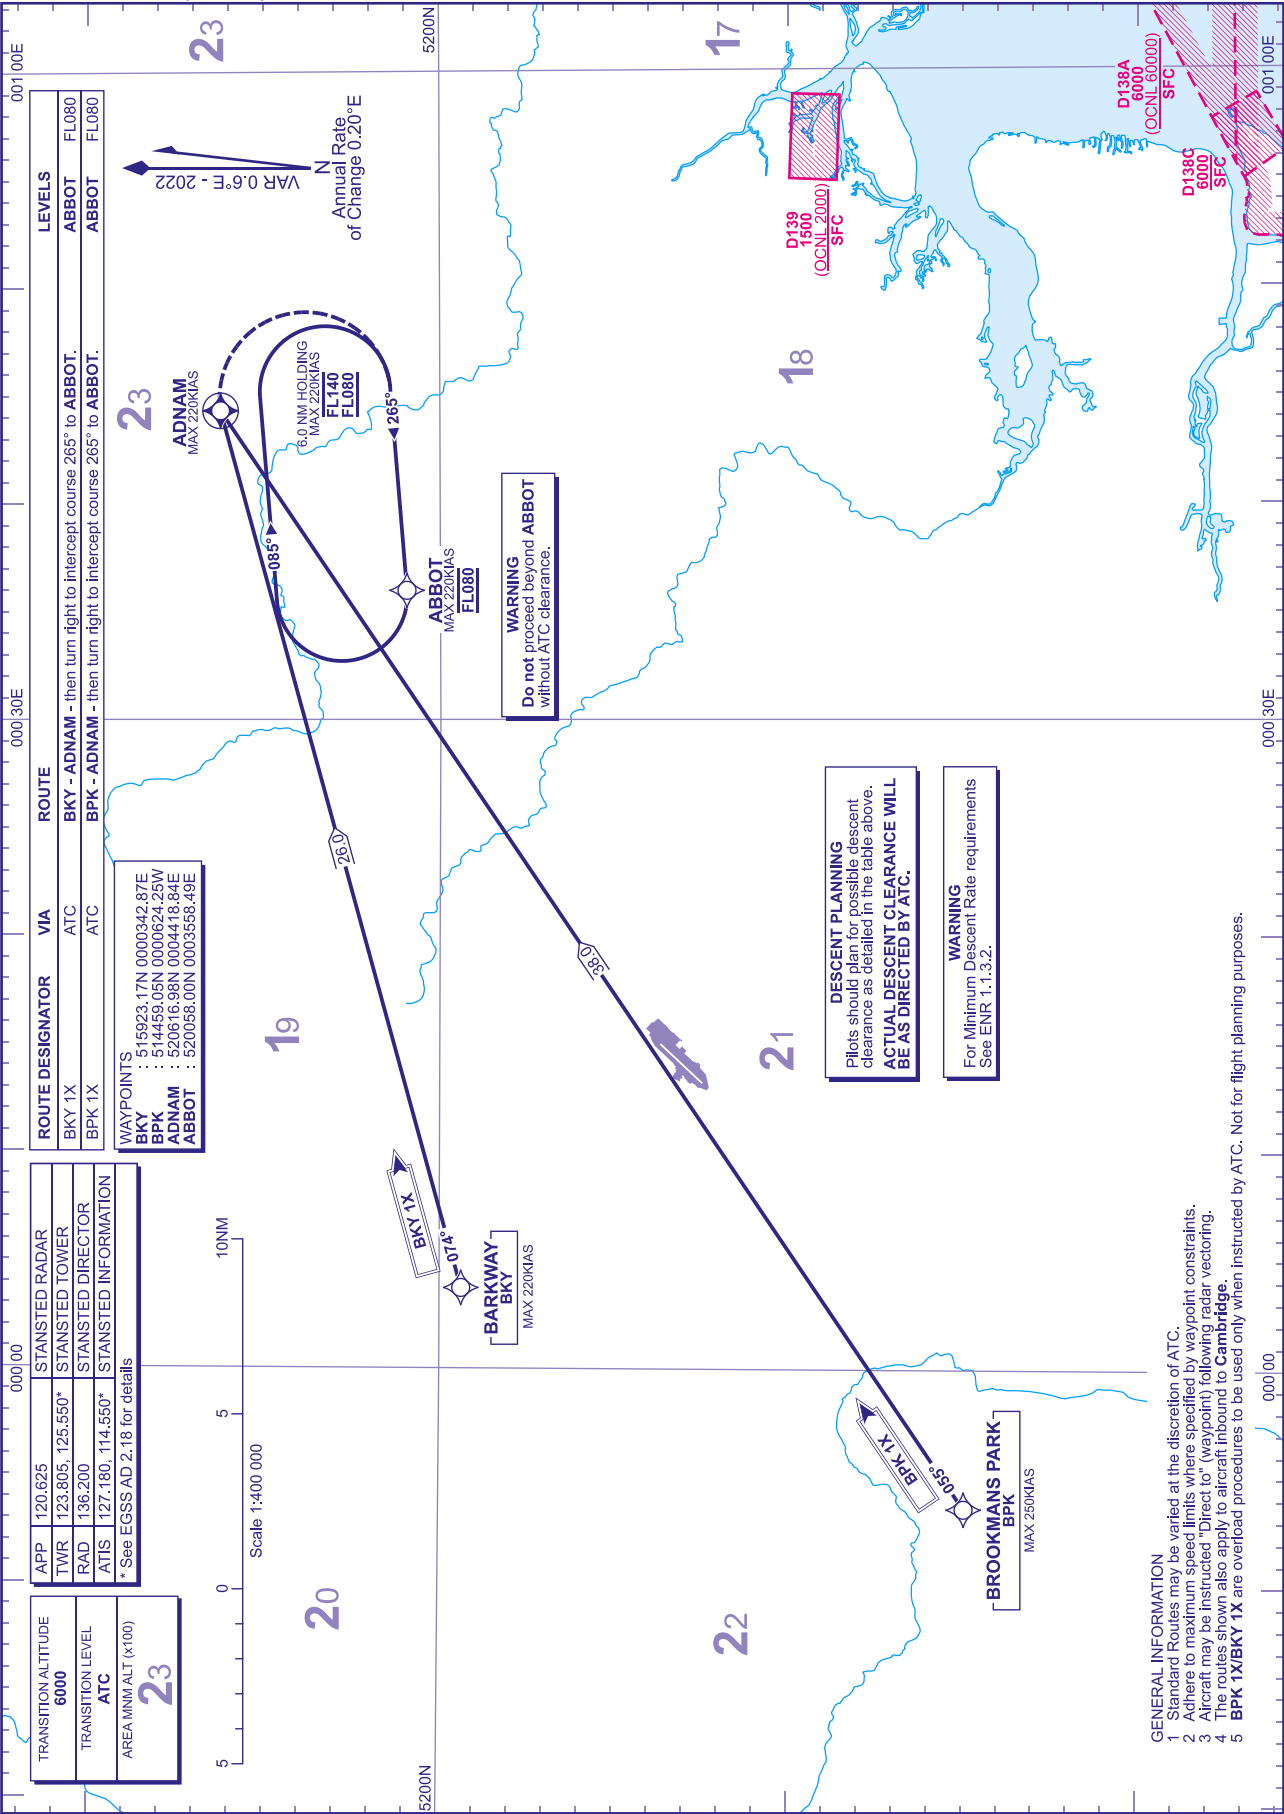 TRANSITION ALTITUDE
6000
TRANSITION LEVEL
ATC
AREA MNM ALT (x100)
23
APP 120.625 STANSTED RADAR
TWR 123.805, 125.550* STANSTED TOWER
RAD 136.200 STANSTED DIRECTOR
ATIS 127.180, 114.550* STANSTED INFORMATION
* See EGSS AD 2.18 for details
ROUTE DESIGNATOR VIA ROUTE LEVELS
BKY 1X ATC BKY - ADNAM - then turn right to intercept course 265° to ABBOT. ABBOT FL080
BPK 1X ATC BPK - ADNAM - then turn right to intercept course 265° to ABBOT. ABBOT FL080
WAYPOINTS
BKY : 515923.17N 0000342.87E
BPK : 514459.05N 0000624.25W
ADNAM : 520616.98N 0004418.84E
ABBOT : 520058.00N 0003558.49E
000 00
000 30E
001 00E
5 0 5 10NM
Scale 1:400 000
VAR 0.6°E - 2022
N
Annual Rate
of Change 0.20°E
23
23
19
20
ADNAM
MAX 220KIAS
6.0 NM HOLDING
MAX 220KIAS
FL140
FL080
085°
265°
ABBOT
MAX 220KIAS
FL080
26.0
BKY 1X
074°
BARKWAY
BKY
MAX 220KIAS
5200N
5200N
WARNING
Do not proceed beyond ABBOT
without ATC clearance.
38.0
BPK 1X
055°
BROOKMANS PARK
BPK
MAX 250KIAS
22
21
18
17
DESCENT PLANNING
Pilots should plan for possible descent
clearance as detailed in the table above.
ACTUAL DESCENT CLEARANCE WILL
BE AS DIRECTED BY ATC.
WARNING
For Minimum Descent Rate requirements
See ENR 1.1.3.2.
D139
1500
(OCNL 2000)
SFC
D138A
6000
(OCNL 60000)
SFC
D138C
6000
SFC
GENERAL INFORMATION
1 Standard Routes may be varied at the discretion of ATC.
2 Adhere to maximum speed limits where specified by waypoint constraints.
3 Aircraft may be instructed "Direct to" (waypoint) following radar vectoring.
4 The routes shown also apply to aircraft inbound to Cambridge.
5 BPK 1X/BKY 1X are overload procedures to be used only when instructed by ATC. Not for flight planning purposes.
000 00
000 30E
001 00E